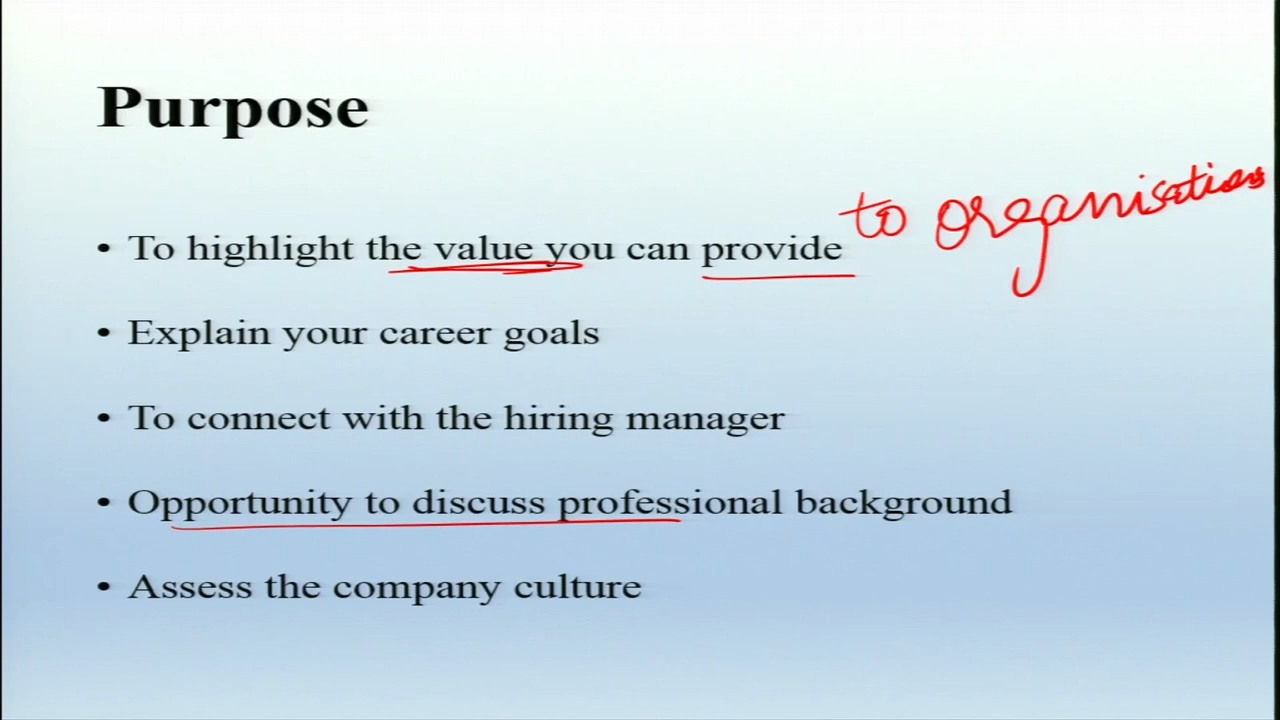 Purpose
• To highlight the value you can provide to organisations
• Explain your career goals
• To connect with the hiring manager
• Opportunity to discuss professional background
• Assess the company culture